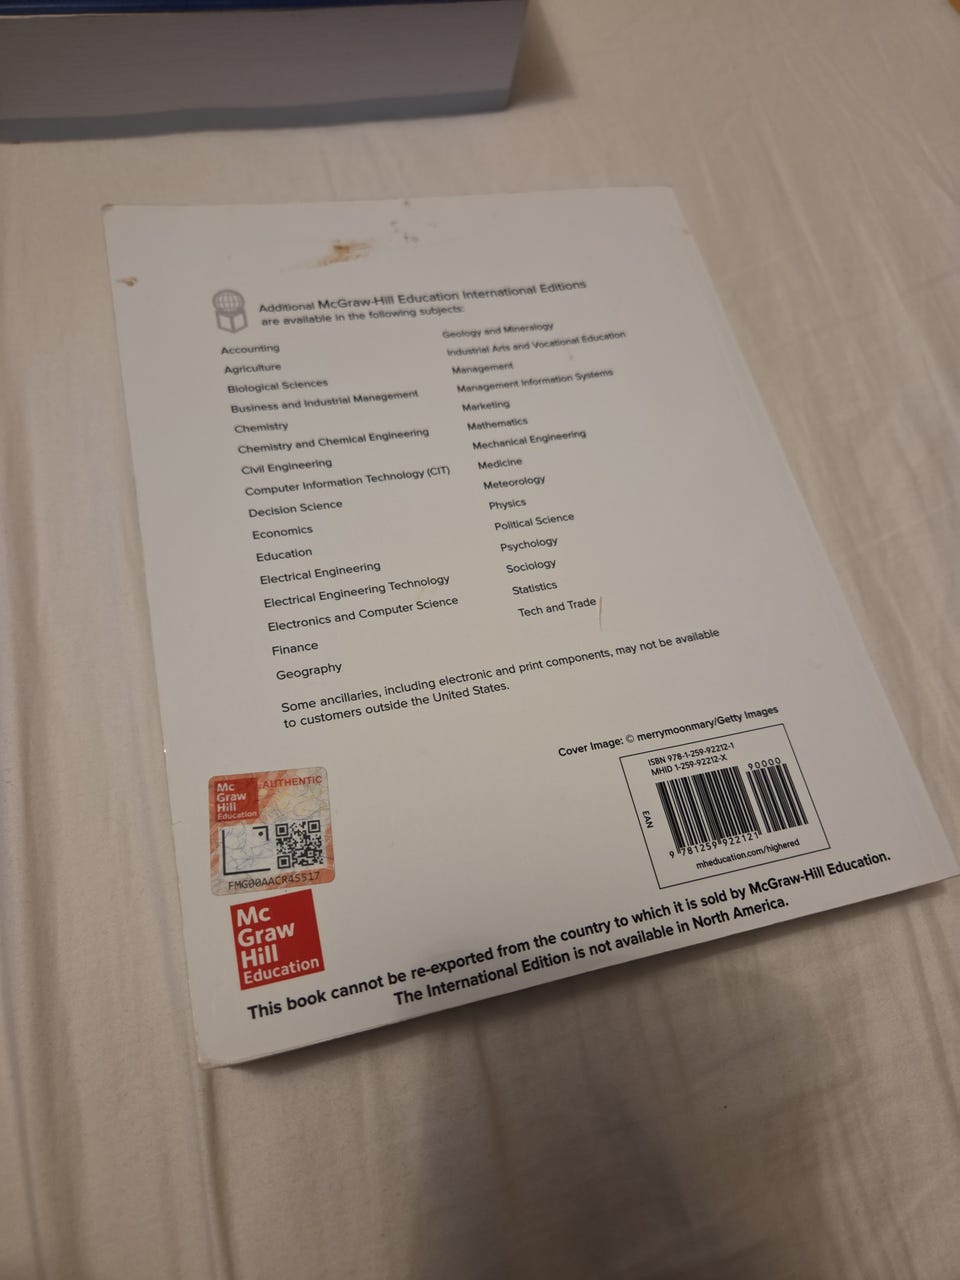 Additional McGraw-Hill Education International Editions
are available in the following subjects:
Accounting
Agriculture
Biological Sciences
Business and Industrial Management
Chemistry
Chemistry and Chemical Engineering
Civil Engineering
Computer Information Technology (CIT)
Decision Science
Economics
Education
Electrical Engineering
Electrical Engineering Technology
Electronics and Computer Science
Finance
Geography
Geology and Mineralogy
Industrial Arts and Vocational Education
Management
Management Information Systems
Marketing
Mathematics
Mechanical Engineering
Medicine
Meteorology
Physics
Political Science
Psychology
Sociology
Statistics
Tech and Trade
Some ancillaries, including electronic and print components, may not be available
to customers outside the United States.
Cover Image: © merrymoonmary/Getty Images
ISBN 978-1-259-92212-1
MHID 1-259-92212-X
90000
EAN
9 781259 922121
mheducation.com/highered
Mc
Graw
Hill
Education
AUTHENTIC
FMG00AACR45517
Mc
Graw
Hill
Education
This book cannot be re-exported from the country to which it is sold by McGraw-Hill Education.
The International Edition is not available in North America.